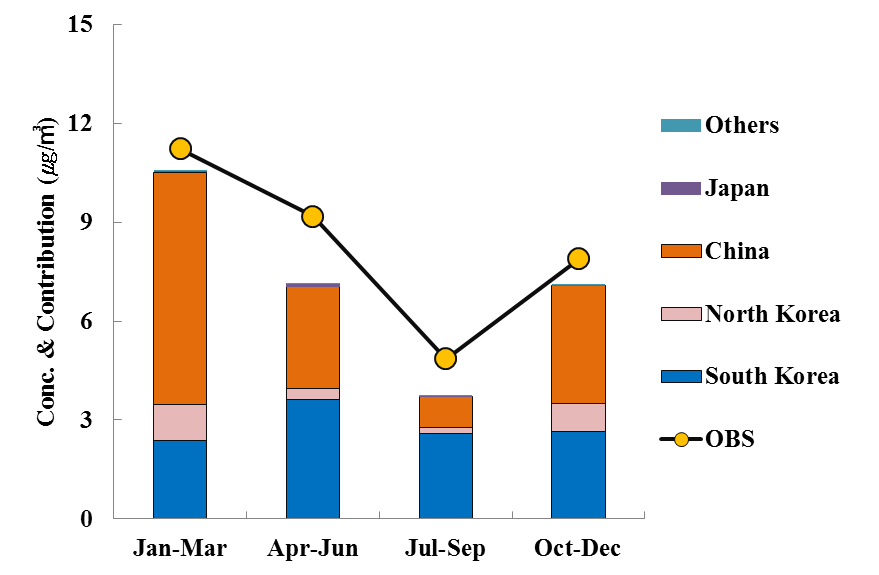 15
12
9
6
3
0
Conc. & Contribution (㎍/㎥)
Jan-Mar
Apr-Jun
Jul-Sep
Oct-Dec
Others
Japan
China
North Korea
South Korea
OBS